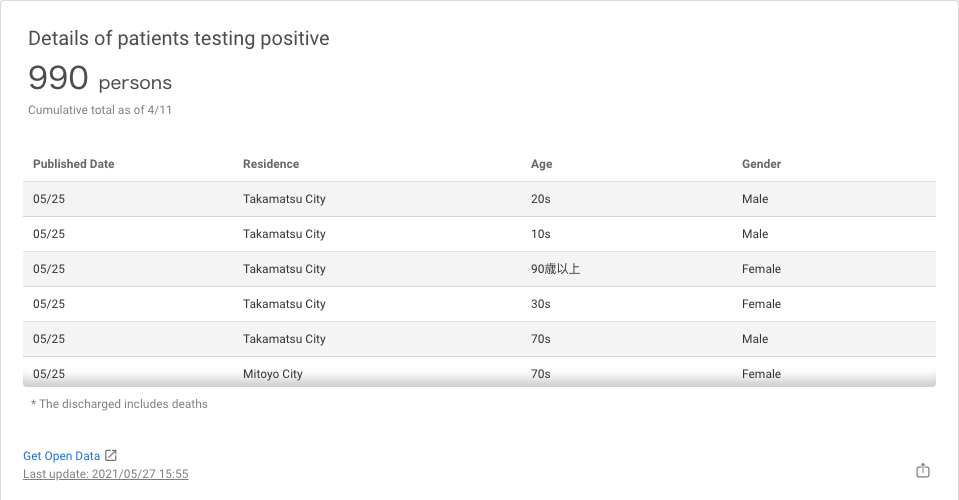 Details of patients testing positive
990 persons
Cumulative total as of 4/11
Published Date Residence Age Gender
05/25 Takamatsu City 20s Male
05/25 Takamatsu City 10s Male
05/25 Takamatsu City 90歳以上 Female
05/25 Takamatsu City 30s Female
05/25 Takamatsu City 70s Male
05/25 Mitoyo City 70s Female
* The discharged includes deaths
Get Open Data
Last update: 2021/05/27 15:55